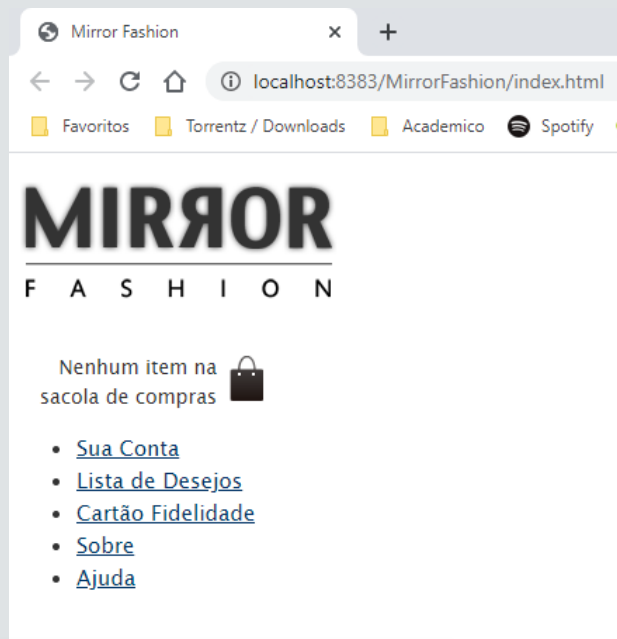 Mirror Fashion
localhost:8383/MirrorFashion/index.html
Favoritos Torrentz / Downloads Academico Spotify
MIRROR
FASHION
Nenhum item na
sacola de compras
Sua Conta
Lista de Desejos
Cartão Fidelidade
Sobre
Ajuda